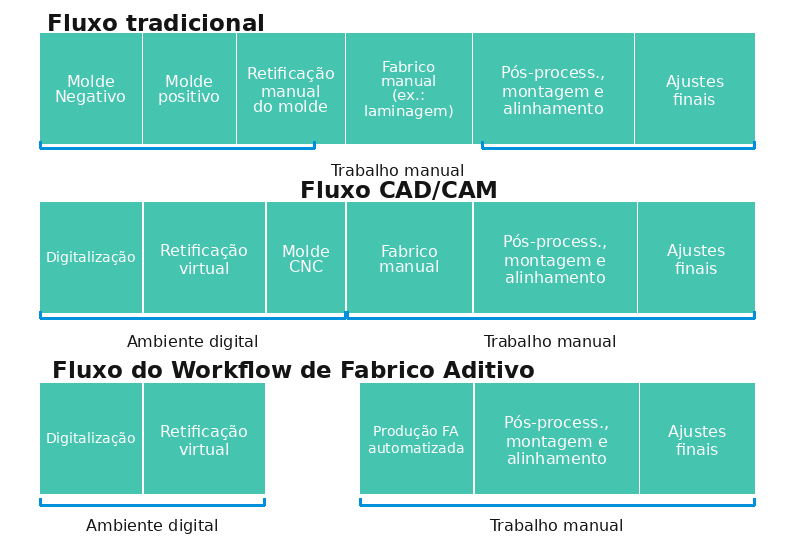 Fluxo tradicional
Molde
Negativo
Molde
positivo
Retificação
manual
do molde
Fabrico
manual
(ex.:
laminagem)
Pós-process.,
montagem e
alinhamento
Ajustes
finais
Trabalho manual
Fluxo CAD/CAM
Digitalização
Retificação
virtual
Molde
CNC
Fabrico
manual
Pós-process.,
montagem e
alinhamento
Ajustes
finais
Ambiente digital
Trabalho manual
Fluxo do Workflow de Fabrico Aditivo
Digitalização
Retificação
virtual
Produção FA
automatizada
Pós-process.,
montagem e
alinhamento
Ajustes
finais
Ambiente digital
Trabalho manual